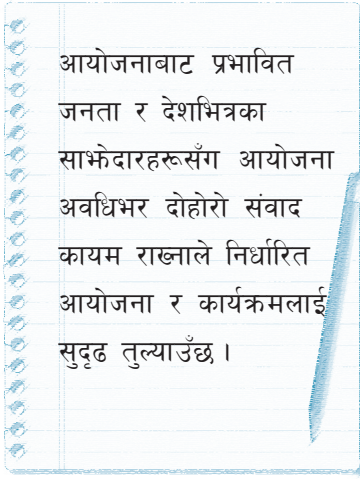 आयोजनाबाट प्रभावित
जनता र देशभित्रका
साझेदारहरूसँग आयोजना
अवधिभर दोहोरो संवाद
कायम राख्नाले निर्धारित
आयोजना र कार्यक्रमलाई
सुदृढ तुल्याउँछ ।